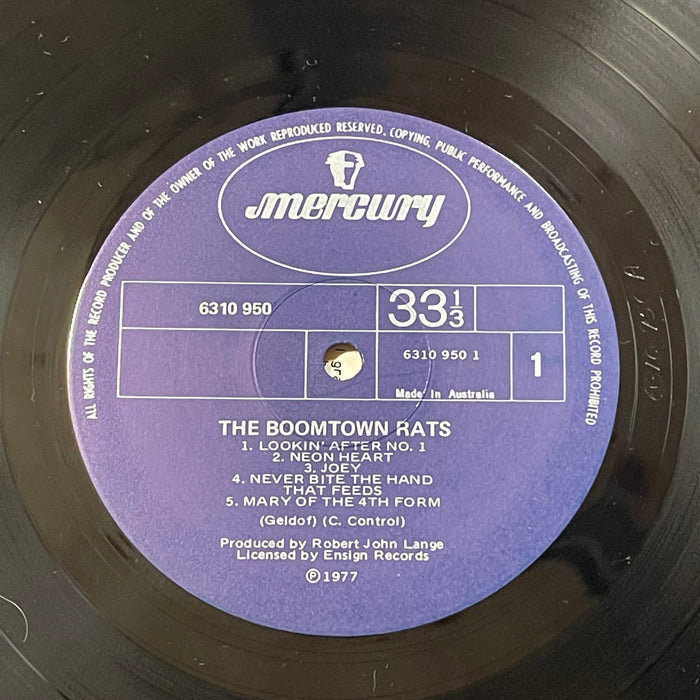 ALL RIGHTS OF THE RECORD PRODUCER AND OF THE OWNER OF THE WORK REPRODUCED RESERVED. COPYING, PUBLIC PERFORMANCE AND BROADCASTING OF THIS RECORD PROHIBITED
mercury
6310 950
33⅓
6310 950 1
1
Made In Australia
THE BOOMTOWN RATS
1. LOOKIN' AFTER NO. 1
2. NEON HEART
3. JOEY
4. NEVER BITE THE HAND
THAT FEEDS
5. MARY OF THE 4TH FORM
(Geldof) (C. Control)
Produced by Robert John Lange
Licensed by Ensign Records
Ⓟ 1977